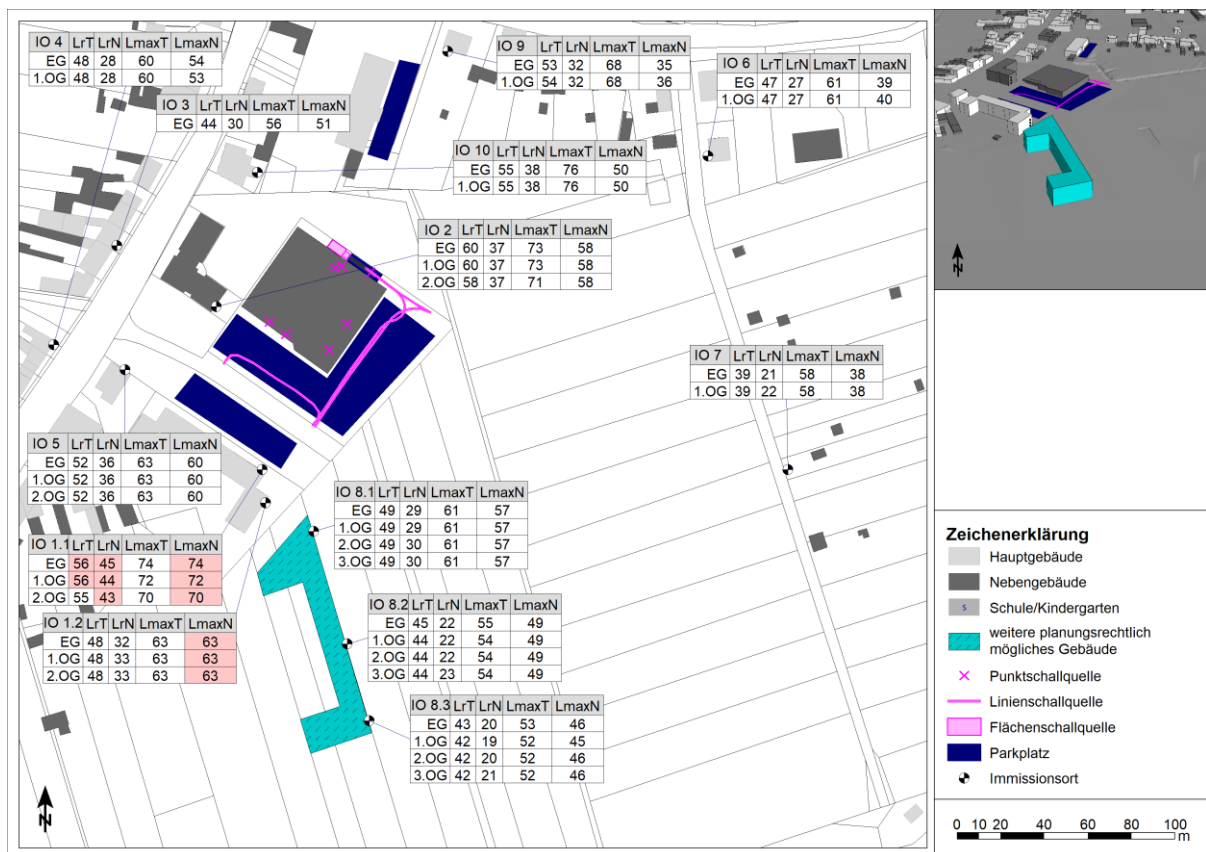 IO 4 LrT LrN LmaxT LmaxN
EG 48 28 60 54
1.OG 48 28 60 53
IO 3 LrT LrN LmaxT LmaxN
EG 44 30 56 51
IO 9 LrT LrN LmaxT LmaxN
EG 53 32 68 35
1.OG 54 32 68 36
IO 6 LrT LrN LmaxT LmaxN
EG 47 27 61 39
1.OG 47 27 61 40
IO 10 LrT LrN LmaxT LmaxN
EG 55 38 76 50
1.OG 55 38 76 50
IO 2 LrT LrN LmaxT LmaxN
EG 60 37 73 58
1.OG 60 37 73 58
2.OG 58 37 71 58
IO 7 LrT LrN LmaxT LmaxN
EG 39 21 58 38
1.OG 39 22 58 38
IO 5 LrT LrN LmaxT LmaxN
EG 52 36 63 60
1.OG 52 36 63 60
2.OG 52 36 63 60
IO 8.1 LrT LrN LmaxT LmaxN
EG 49 29 61 57
1.OG 49 29 61 57
2.OG 49 30 61 57
3.OG 49 30 61 57
IO 1.1 LrT LrN LmaxT LmaxN
EG 56 45 74 74
1.OG 56 44 72 72
2.OG 55 43 70 70
IO 8.2 LrT LrN LmaxT LmaxN
EG 45 22 55 49
1.OG 44 22 54 49
2.OG 44 22 54 49
3.OG 44 23 54 49
IO 1.2 LrT LrN LmaxT LmaxN
EG 48 32 63 63
1.OG 48 33 63 63
2.OG 48 33 63 63
IO 8.3 LrT LrN LmaxT LmaxN
EG 43 20 53 46
1.OG 42 19 52 45
2.OG 42 20 52 46
3.OG 42 21 52 46
N
N
Zeichenerklärung
Hauptgebäude
Nebengebäude
S Schule/Kindergarten
weitere planungsrechtlich
mögliches Gebäude
Punktschallquelle
Linienschallquelle
Flächenschallquelle
Parkplatz
Immissionsort
0 10 20 40 60 80 100
m